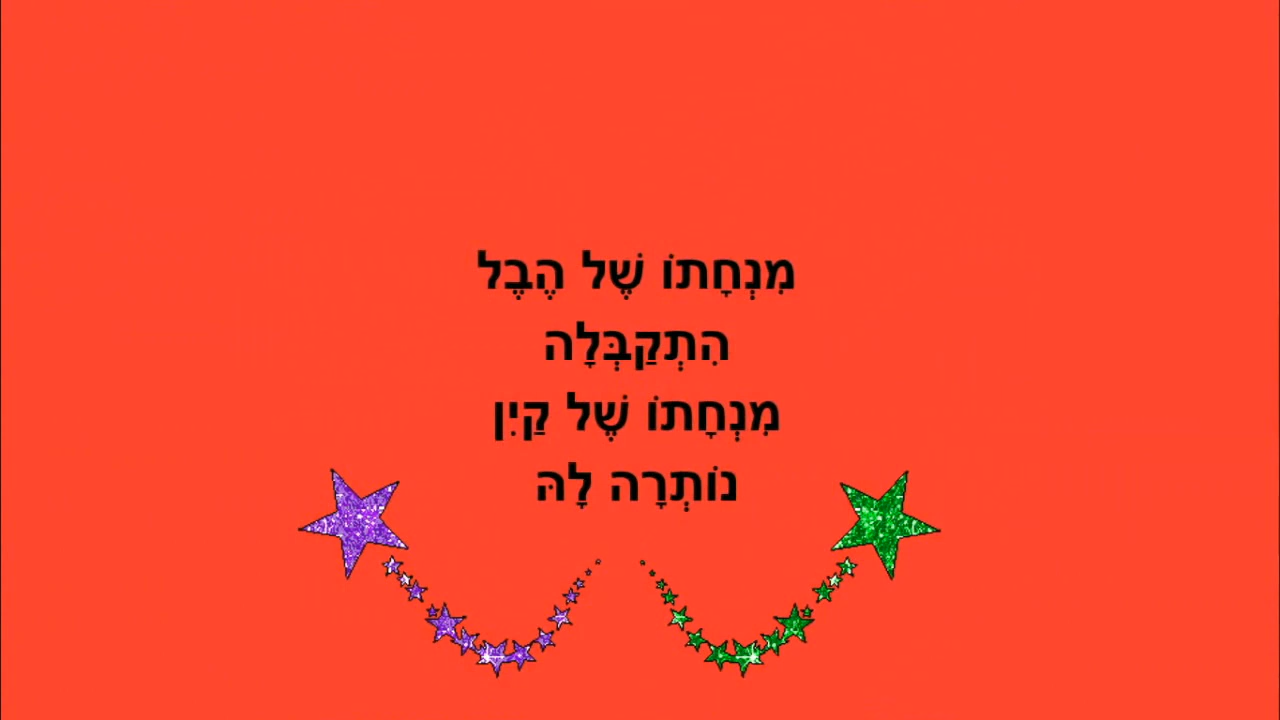 מִנְחָתוֹ שֶׁל הֶבֶל
הִתְקַבְּלָה
מִנְחָתוֹ שֶׁל קַיִן
נוֹתְרָה לָהּ